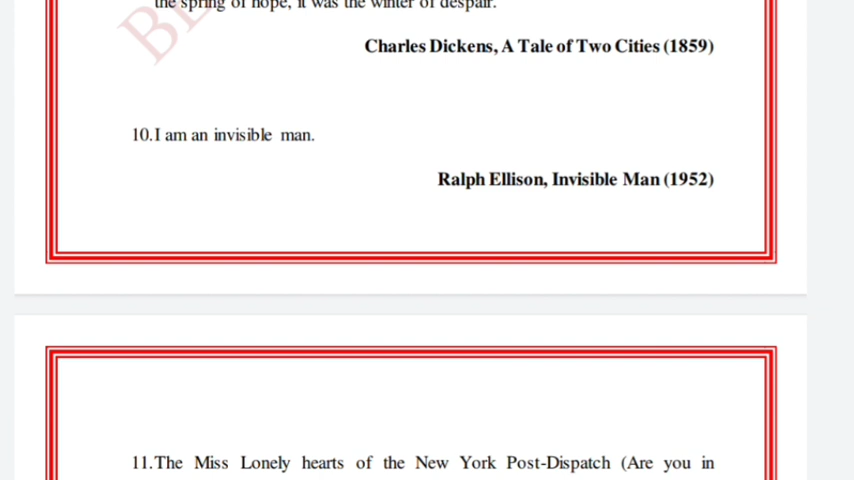 the spring of hope, it was the winter of despair.
Charles Dickens, A Tale of Two Cities (1859)
10.I am an invisible man.
Ralph Ellison, Invisible Man (1952)
11.The Miss Lonely hearts of the New York Post-Dispatch (Are you in